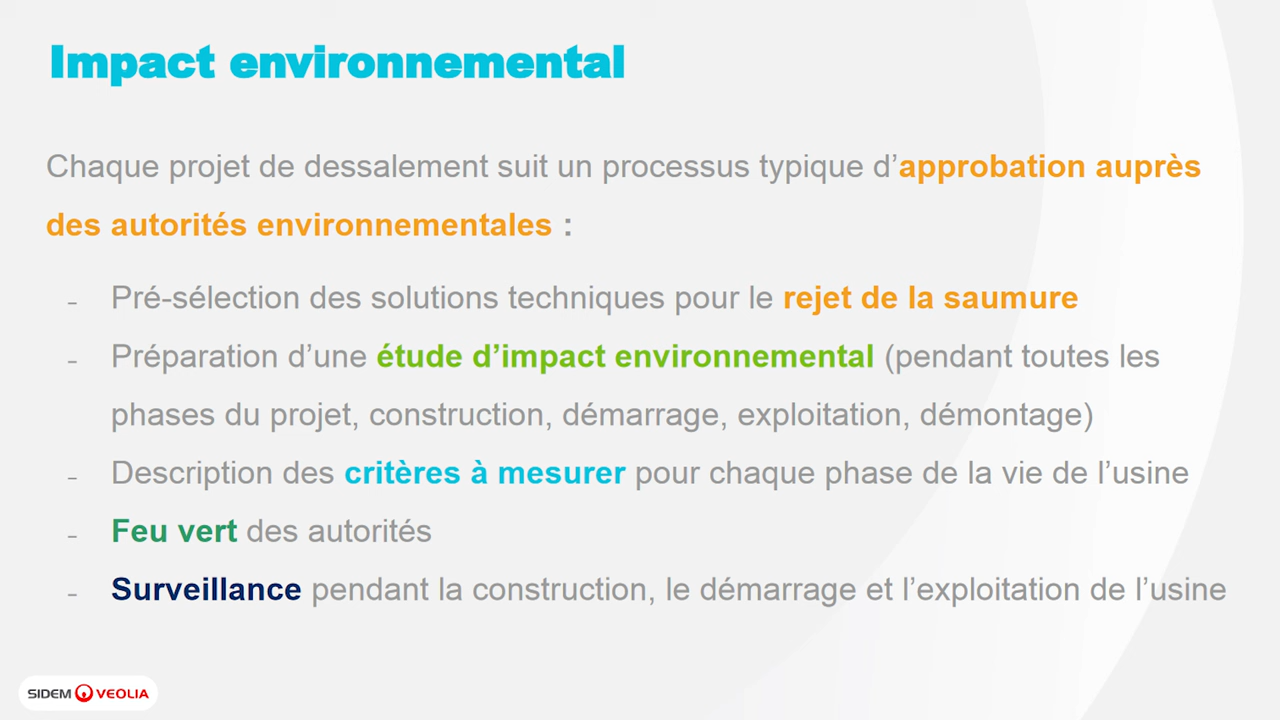 Impact environnemental
Chaque projet de dessalement suit un processus typique d’approbation auprès
des autorités environnementales :
- Pré-sélection des solutions techniques pour le rejet de la saumure
- Préparation d’une étude d’impact environnemental (pendant toutes les
phases du projet, construction, démarrage, exploitation, démontage)
- Description des critères à mesurer pour chaque phase de la vie de l’usine
- Feu vert des autorités
- Surveillance pendant la construction, le démarrage et l’exploitation de l’usine
SIDEM VEOLIA